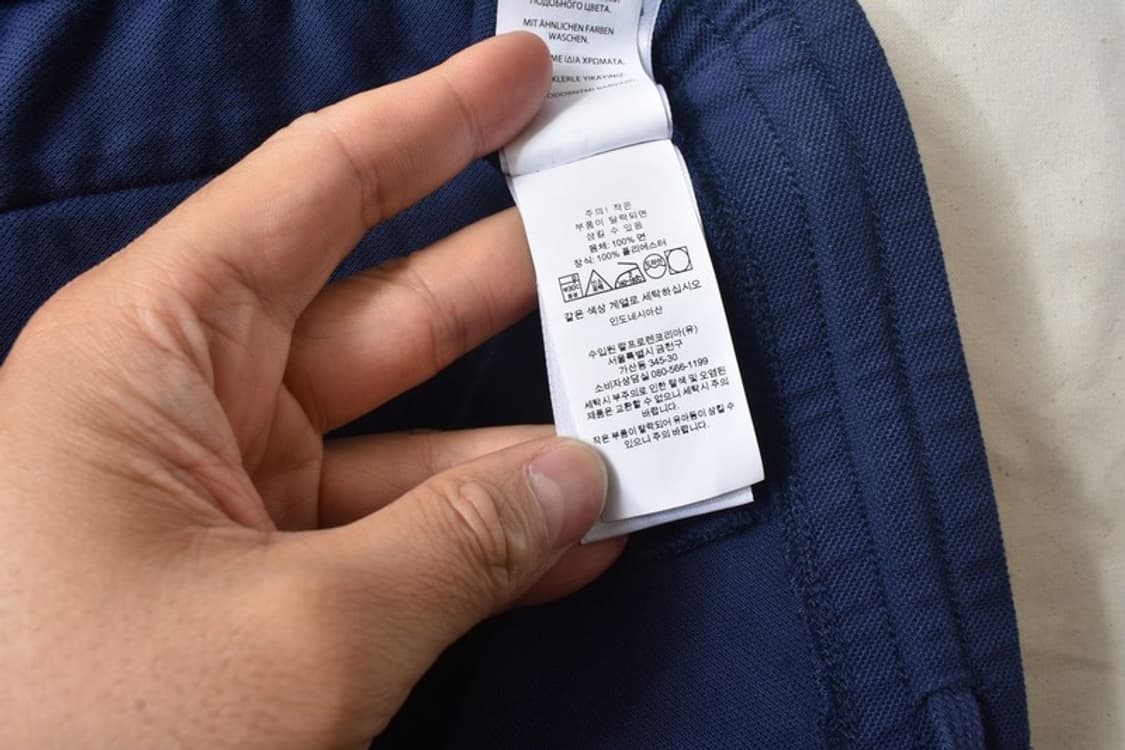 ПОДОБНОГО ЦВЕТА.
MIT ÄHNLICHEN FARBEN
WASCHEN.
ΜΕ ΙΔΙΑ ΧΡΩΜΑΤΑ.
YIKAYINIZ.
주의! 작은
부품이 탈락되면
삼킬 수 있음
몸체: 100% 면
장식: 100% 폴리에스터
같은 색상 계열로 세탁하십시오
인도네시아산
수입원 랄프로렌코리아(유)
서울특별시 금천구
가산동 345-30
소비자상담실 080-566-1199
세탁시 부주의로 인한 탈색 및 오염된
제품은 교환할 수 없으니 세탁시 주의
바랍니다.
작은 부품이 탈락되어 유아동이 삼킬 수
있으니 주의 바랍니다.